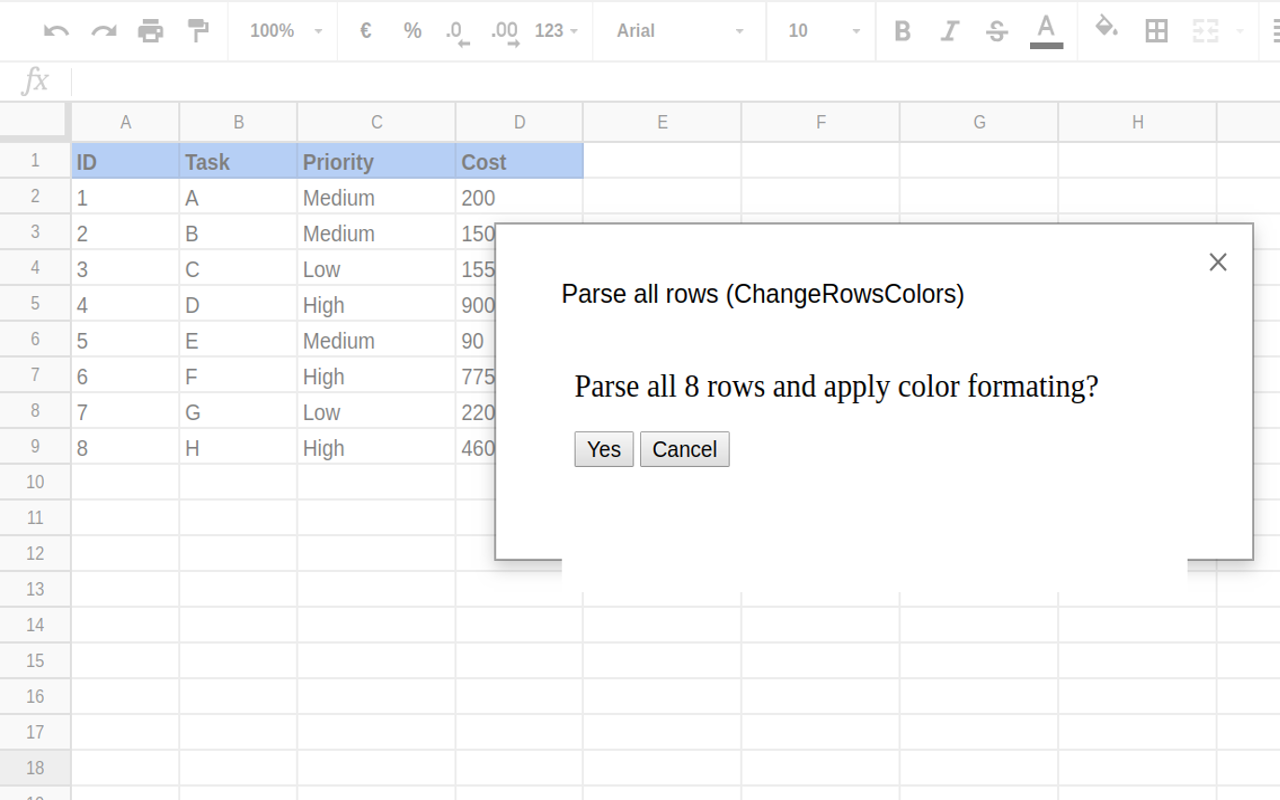 100% € % .0 .00 123 Arial 10 B I S A
fx
A B C D E F G H
1 ID Task Priority Cost
2 1 A Medium 200
3 2 B Medium 150
4 3 C Low 155
5 4 D High 900
6 5 E Medium 90
7 6 F High 775
8 7 G Low 220
9 8 H High 460
10
11
12
13
14
15
16
17
18
Parse all rows (ChangeRowsColors)
Parse all 8 rows and apply color formating?
Yes Cancel